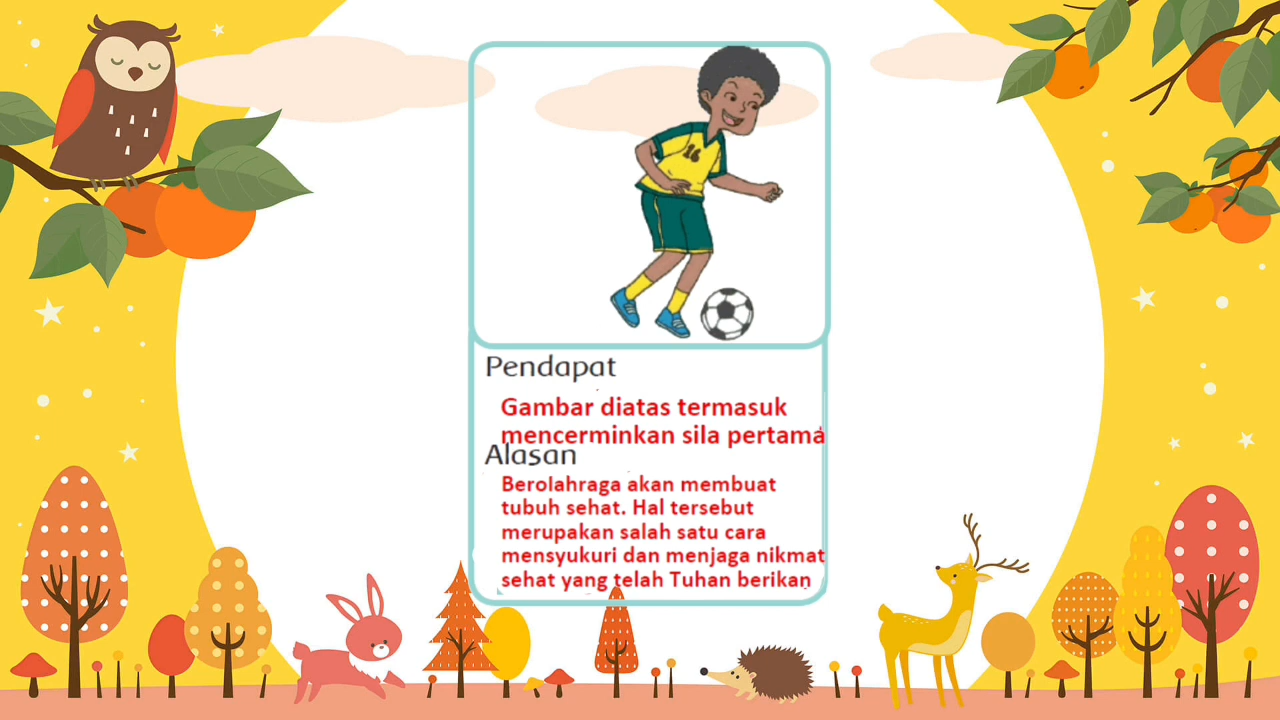 16
Pendapat
Gambar diatas termasuk
mencerminkan sila pertama
Alasan
Berolahraga akan membuat
tubuh sehat. Hal tersebut
merupakan salah satu cara
mensyukuri dan menjaga nikmat
sehat yang telah Tuhan berikan